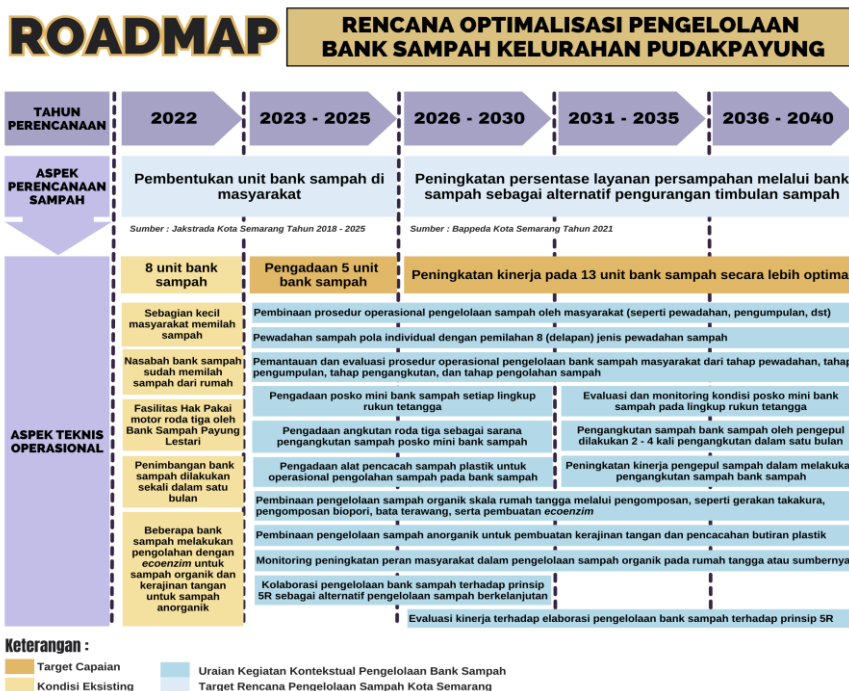 ROADMAP
RENCANA OPTIMALISASI PENGELOLAAN
BANK SAMPAH KELURAHAN PUDAKPAYUNG
TAHUN
PERENCANAAN
2022
2023 - 2025
2026 - 2030
2031 - 2035
2036 - 2040
ASPEK
PERENCANAAN
SAMPAH
Pembentukan unit bank sampah di
masyarakat
Peningkatan persentase layanan persampahan melalui bank
sampah sebagai alternatif pengurangan timbulan sampah
Sumber : Jakstrada Kota Semarang Tahun 2018 - 2025
Sumber : Bappeda Kota Semarang Tahun 2021
ASPEK TEKNIS
OPERASIONAL
8 unit bank
sampah
Pengadaan 5 unit
bank sampah
Peningkatan kinerja pada 13 unit bank sampah secara lebih optima
Sebagian kecil
masyarakat memilah
sampah
Nasabah bank sampah
sudah memilah
sampah dari rumah
Fasilitas Hak Pakai
motor roda tiga oleh
Bank Sampah Payung
Lestari
Penimbangan bank
sampah dilakukan
sekali dalam satu
bulan
Beberapa bank
sampah melakukan
pengolahan dengan
ecoenzim untuk
sampah organik dan
kerajinan tangan
untuk sampah
anorganik
Pembinaan prosedur operasional pengelolaan sampah oleh masyarakat (seperti pewadahan, pengumpulan, dst)
Pewadahan sampah pola individual dengan pemilahan 8 (delapan) jenis pewadahan sampah
Pemantauan dan evaluasi prosedur operasional pengelolaan bank sampah masyarakat dari tahap pewadahan, tahap
pengumpulan, tahap pengangkutan, dan tahap pengolahan sampah
Pengadaan posko mini bank sampah setiap lingkup
rukun tetangga
Evaluasi dan monitoring kondisi posko mini bank
sampah pada lingkup rukun tetangga
Pengadaan angkutan roda tiga sebagai sarana
pengangkutan sampah posko mini bank sampah
Pengangkutan sampah bank sampah oleh pengepul
dilakukan 2 - 4 kali pengangkutan dalam satu bulan
Pengadaan alat pencacah sampah plastik untuk
operasional pengolahan sampah pada bank sampah
Peningkatan kinerja pengepul sampah dalam melakuka
pengangkutan sampah bank sampah
Pembinaan pengelolaan sampah organik skala rumah tangga melalui pengomposan, seperti gerakan takakura,
pengomposan biopori, bata terawang, serta pembuatan ecoenzim
Pembinaan pengelolaan sampah anorganik untuk pembuatan kerajinan tangan dan pencacahan butiran plastik
Monitoring peningkatan peran masyarakat dalam pengelolaan sampah organik pada rumah tangga atau sumbernya
Kolaborasi pengelolaan bank sampah terhadap prinsip
5R sebagai alternatif pengelolaan sampah berkelanjutan
Evaluasi kinerja terhadap elaborasi pengelolaan bank sampah terhadap prinsip 5R
Keterangan :
Target Capaian
Kondisi Eksisting
Uraian Kegiatan Kontekstual Pengelolaan Bank Sampah
Target Rencana Pengelolaan Sampah Kota Semarang